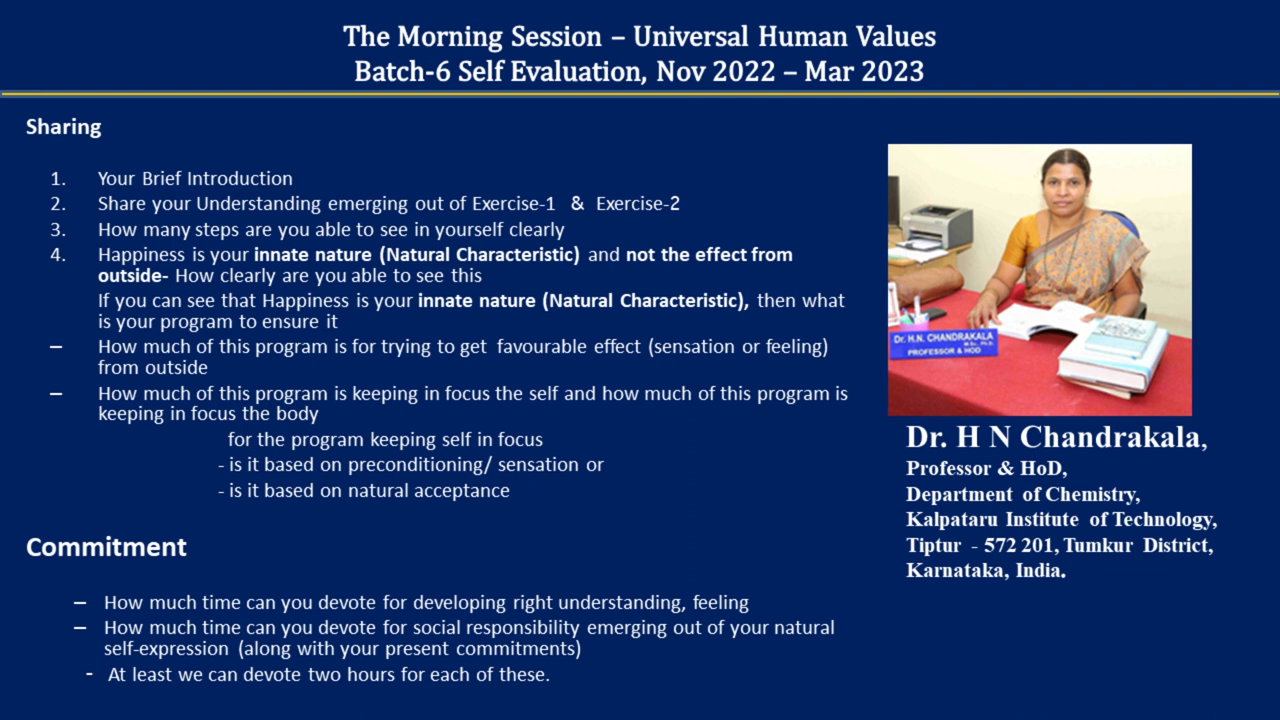 The Morning Session – Universal Human Values
Batch-6 Self Evaluation, Nov 2022 – Mar 2023
Sharing
1. Your Brief Introduction
2. Share your Understanding emerging out of Exercise-1 & Exercise-2
3. How many steps are you able to see in yourself clearly
4. Happiness is your innate nature (Natural Characteristic) and not the effect from
outside- How clearly are you able to see this
If you can see that Happiness is your innate nature (Natural Characteristic), then what
is your program to ensure it
– How much of this program is for trying to get favourable effect (sensation or feeling)
from outside
– How much of this program is keeping in focus the self and how much of this program is
keeping in focus the body
for the program keeping self in focus
- is it based on preconditioning/ sensation or
- is it based on natural acceptance
Commitment
– How much time can you devote for developing right understanding, feeling
– How much time can you devote for social responsibility emerging out of your natural
self-expression (along with your present commitments)
- At least we can devote two hours for each of these.
Dr. H.N. CHANDRAKALA
M.Sc., Ph.D.
PROFESSOR & HOD
Dr. H N Chandrakala,
Professor & HoD,
Department of Chemistry,
Kalpataru Institute of Technology,
Tiptur - 572 201, Tumkur District,
Karnataka, India.